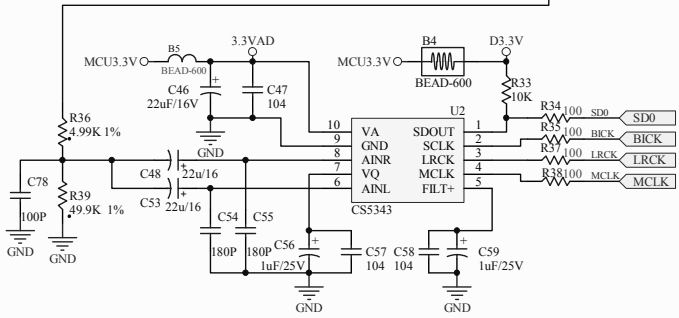 3.3VAD
B4
D3.3V
B5
MCU3.3V
MCU3.3V
BEAD-600
BEAD-600
C46
22uF/16V
C47
104
R33
10K
R36
4.99K 1%
GND
U2
R34 100 SD0 SD0
R35 100 BICK BICK
R37 100 LRCK LRCK
R38 100 MCLK MCLK
10 VA SDOUT 1
9 GND SCLK 2
8 AINR LRCK 3
7 VQ MCLK 4
6 AINL FILT+ 5
CS5343
C48 22u/16
C53 22u/16
C78
100P
R39
49.9K 1%
GND
GND
C54
180P
C55
180P
C56
1uF/25V
C57
104
C58
104
C59
1uF/25V
GND
GND